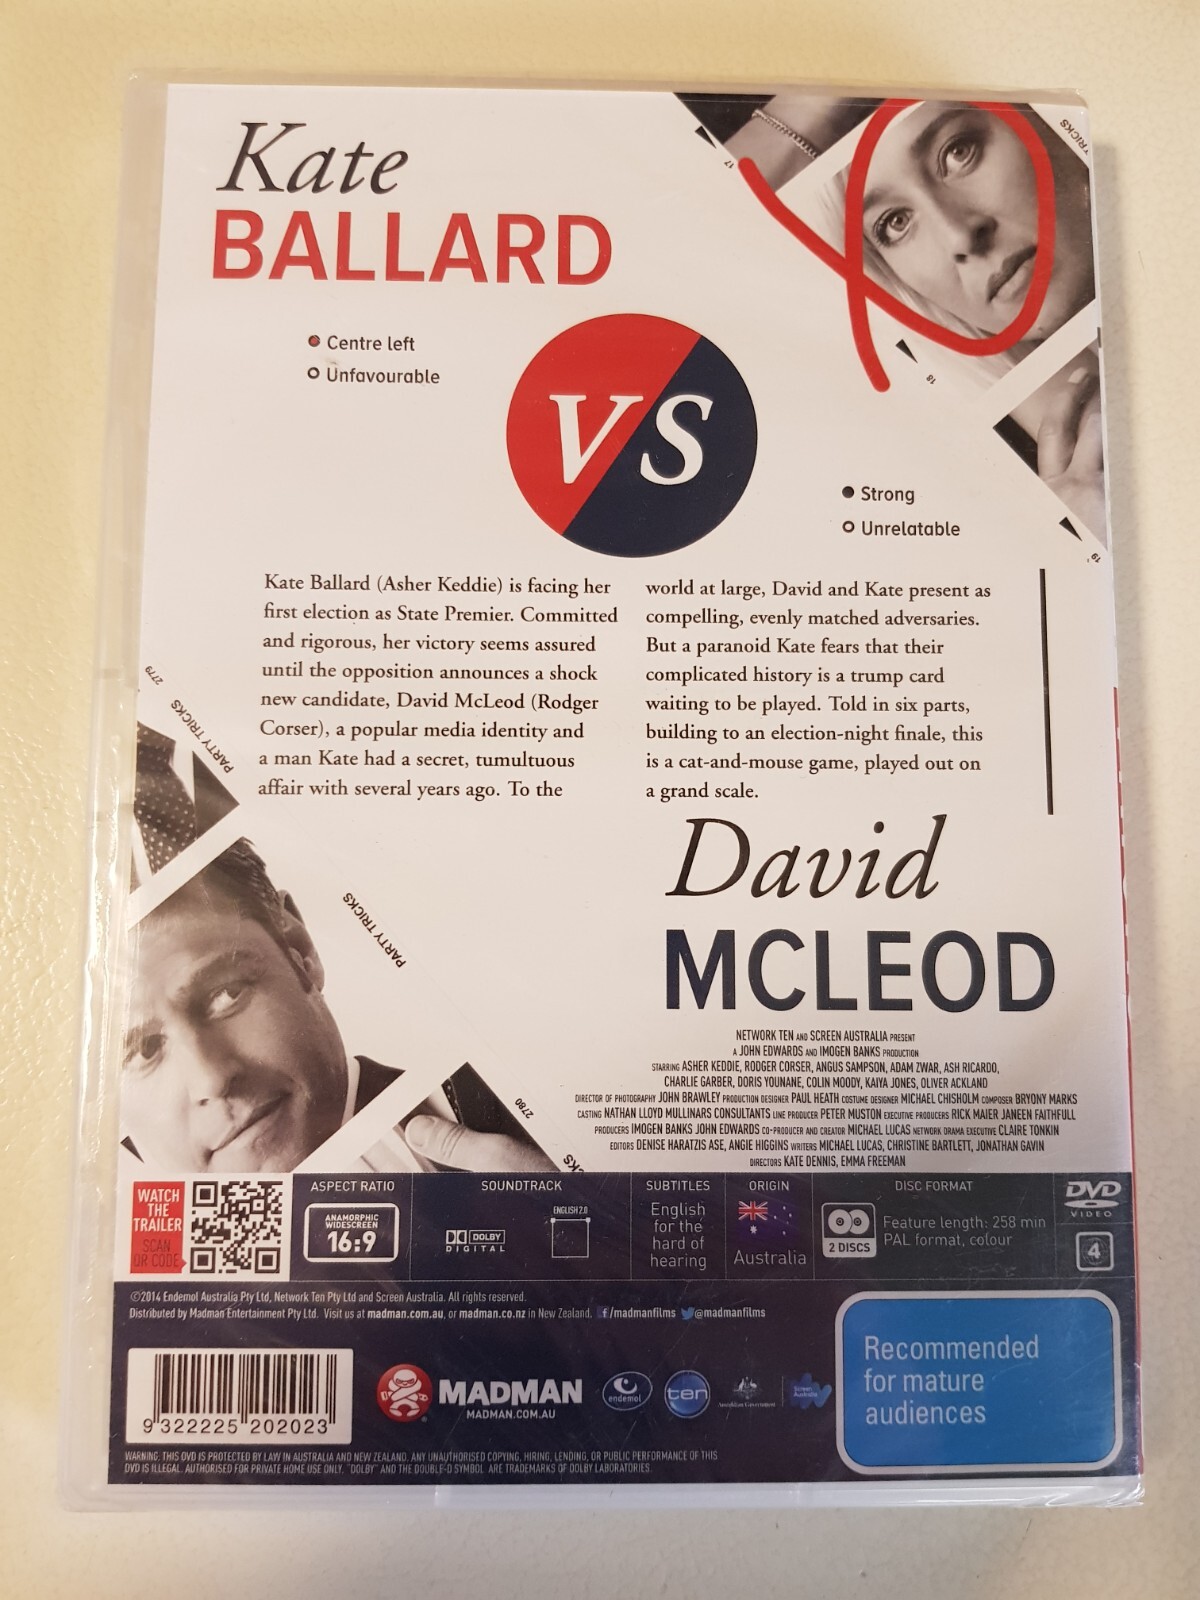 Kate
BALLARD
17
TRICKS
Centre left
Unfavourable
VS
18
Strong
Unrelatable
19
Kate Ballard (Asher Keddie) is facing her
first election as State Premier. Committed
and rigorous, her victory seems assured
until the opposition announces a shock
new candidate, David McLeod (Rodger
Corser), a popular media identity and
a man Kate had a secret, tumultuous
affair with several years ago. To the
world at large, David and Kate present as
compelling, evenly matched adversaries.
But a paranoid Kate fears that their
complicated history is a trump card
waiting to be played. Told in six parts,
building to an election-night finale, this
is a cat-and-mouse game, played out on
a grand scale.
2779
PARTY TRICKS
PARTY TRICKS
2780
CKS
David
MCLEOD
NETWORK TEN AND SCREEN AUSTRALIA PRESENT
A JOHN EDWARDS AND IMOGEN BANKS PRODUCTION
STARRING ASHER KEDDIE, RODGER CORSER, ANGUS SAMPSON, ADAM ZWAR, ASH RICARDO,
CHARLIE GARBER, DORIS YOUNANE, COLIN MOODY, KAIYA JONES, OLIVER ACKLAND
DIRECTOR OF PHOTOGRAPHY JOHN BRAWLEY PRODUCTION DESIGNER PAUL HEATH COSTUME DESIGNER MICHAEL CHISHOLM COMPOSER BRYONY MARKS
CASTING NATHAN LLOYD MULLINARS CONSULTANTS LINE PRODUCER PETER MUSTON EXECUTIVE PRODUCERS RICK MAIER JANEEN FAITHFULL
PRODUCERS IMOGEN BANKS JOHN EDWARDS CO-PRODUCER AND CREATOR MICHAEL LUCAS NETWORK DRAMA EXECUTIVE CLAIRE TONKIN
EDITORS DENISE HARATZIS ASE, ANGIE HIGGINS WRITERS MICHAEL LUCAS, CHRISTINE BARTLETT, JONATHAN GAVIN
DIRECTORS KATE DENNIS, EMMA FREEMAN
WATCH
THE
TRAILER
SCAN
QR CODE
ASPECT RATIO
ANAMORPHIC
WIDESCREEN
16:9
SOUNDTRACK
DOLBY
DIGITAL
ENGLISH 2.0
SUBTITLES
English
for the
hard of
hearing
ORIGIN
Australia
DISC FORMAT
2 DISCS
Feature length: 258 min
PAL format, colour
DVD
VIDEO
4
©2014 Endemol Australia Pty Ltd, Network Ten Pty Ltd and Screen Australia. All rights reserved.
Distributed by Madman Entertainment Pty Ltd. Visit us at madman.com.au, or madman.co.nz in New Zealand. f/madmanfilms @madmanfilms
9 322225 202023
MADMAN
MADMAN.COM.AU
endemol
ten
Australian Government
Screen
Australia
Recommended
for mature
audiences
WARNING. THIS DVD IS PROTECTED BY LAW IN AUSTRALIA AND NEW ZEALAND. ANY UNAUTHORISED COPYING, HIRING, LENDING, OR PUBLIC PERFORMANCE OF THIS
DVD IS ILLEGAL. AUTHORISED FOR PRIVATE HOME USE ONLY. "DOLBY" AND THE DOUBLE-D SYMBOL ARE TRADEMARKS OF DOLBY LABORATORIES.